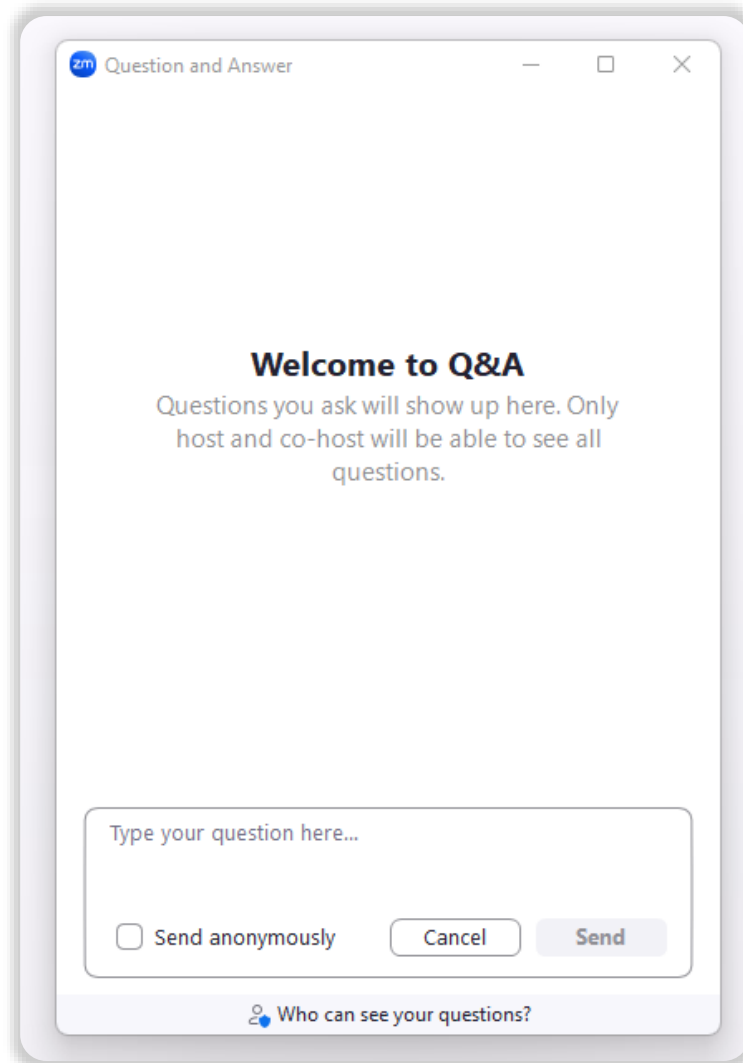 zm Question and Answer
Welcome to Q&A
Questions you ask will show up here. Only
host and co-host will be able to see all
questions.
Type your question here...
Send anonymously
Cancel
Send
Who can see your questions?